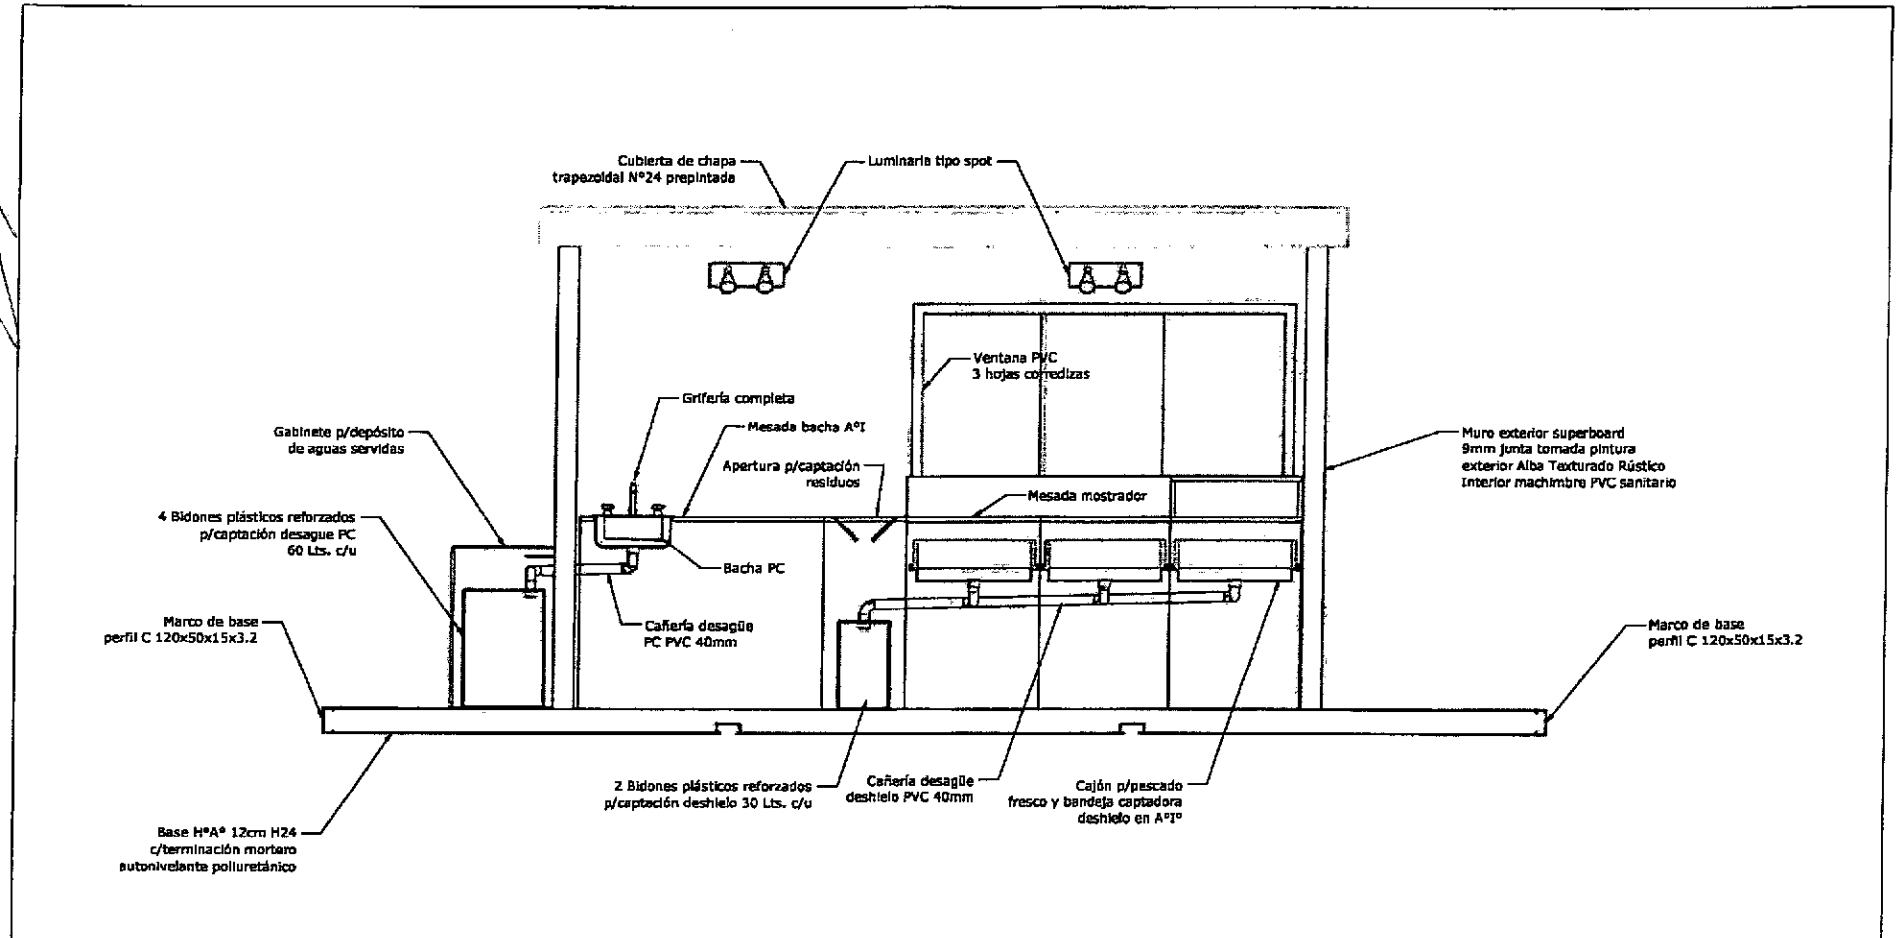 Cubierta de chapa
trapezoidal N°24 prepintada
Luminaria tipo spot
Ventana PVC
3 hojas corredizas
Grifería completa
Mesada bacha A°I
Gabinete p/depósito
de aguas servidas
Apertura p/captación
residuos
Muro exterior superboard
9mm junta tomada pintura
exterior Alba Texturado Rústico
Interior machimbre PVC sanitario
Mesada mostrador
4 Bidones plásticos reforzados
p/captación desague PC
60 Lts. c/u
Bacha PC
Marco de base
perfil C 120x50x15x3.2
Cañería desagüe
PC PVC 40mm
Marco de base
perfil C 120x50x15x3.2
2 Bidones plásticos reforzados
p/captación deshielo 30 Lts. c/u
Cañería desagüe
deshielo PVC 40mm
Cajón p/pescado
fresco y bandeja captadora
deshielo en A°I°
Base H°A° 12cm H24
c/terminación mortero
autonivelante poliuretánico